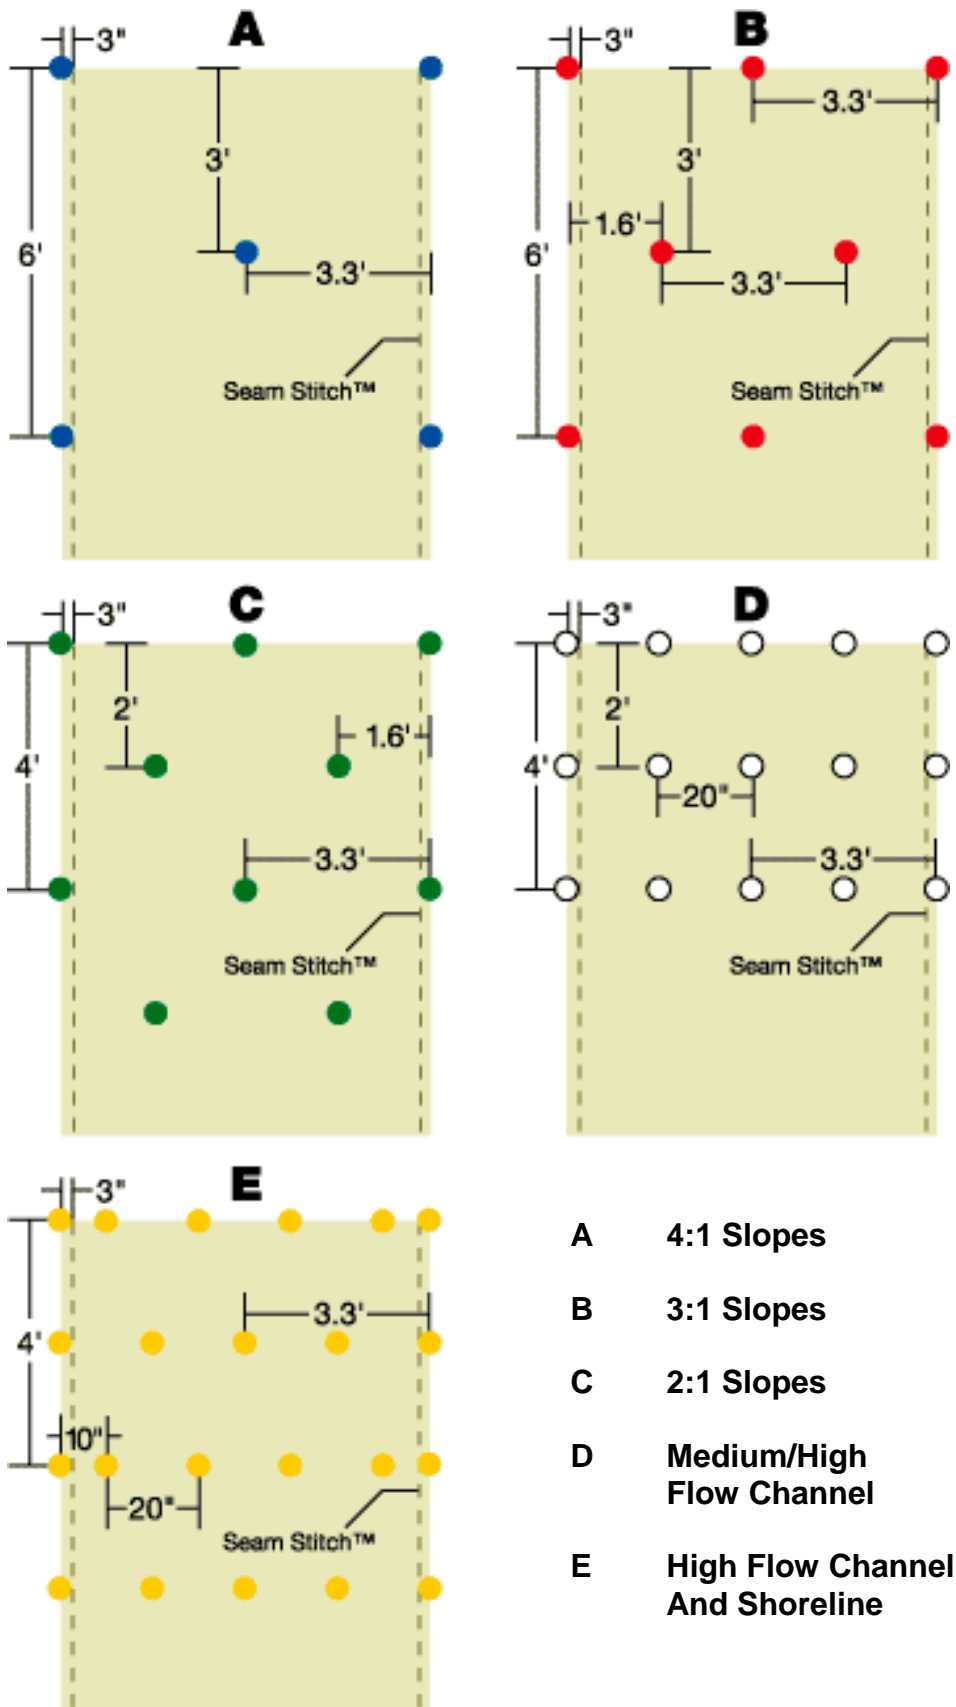 A
3"
3'
6'
3.3'
Seam Stitch™
B
3"
3.3'
3'
1.6'
6'
3.3'
Seam Stitch™
C
3"
2'
1.6'
4'
3.3'
Seam Stitch™
D
3"
2'
4'
20"
3.3'
Seam Stitch™
E
3"
3.3'
4'
10"
20"
Seam Stitch™
A 4:1 Slopes
B 3:1 Slopes
C 2:1 Slopes
D Medium/High
Flow Channel
E High Flow Channel
And Shoreline